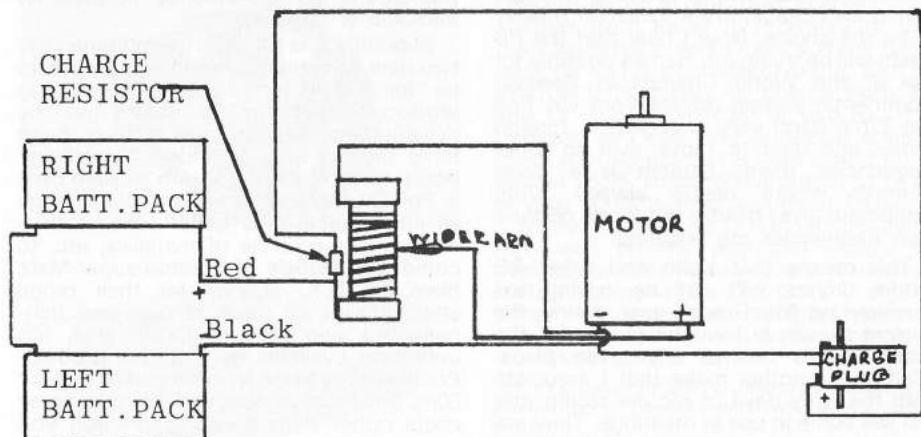 CHARGE
RESISTOR
RIGHT
BATT.PACK
WIPER ARM
MOTOR
Red
+
- +
Black
LEFT
BATT.PACK
-
CHARGE
PLUG
+